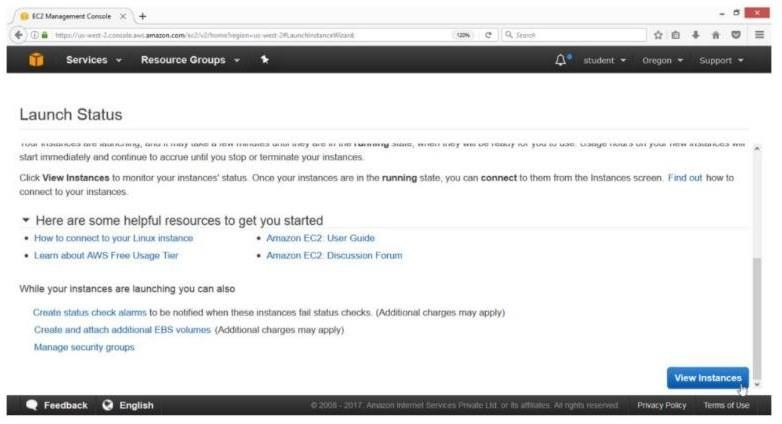 EC2 Management Console
https://us-west-2.console.aws.amazon.com/ec2/v2/home?region=us-west-2#LaunchInstanceWizard:
120%
Search
Services
Resource Groups
student
Oregon
Support
Launch Status
Your instances are launching, and it may take a few minutes until they are in the running state, when they will be ready for you to use. Usage hours on your new instances will
start immediately and continue to accrue until you stop or terminate your instances.
Click View Instances to monitor your instances' status. Once your instances are in the running state, you can connect to them from the Instances screen. Find out how to
connect to your instances.
Here are some helpful resources to get you started
• How to connect to your Linux instance • Amazon EC2: User Guide
• Learn about AWS Free Usage Tier • Amazon EC2: Discussion Forum
While your instances are launching you can also
Create status check alarms to be notified when these instances fail status checks. (Additional charges may apply)
Create and attach additional EBS volumes (Additional charges may apply)
Manage security groups
View Instances
Feedback English © 2008 - 2017, Amazon Internet Services Private Ltd. or its affiliates. All rights reserved. Privacy Policy Terms of Use